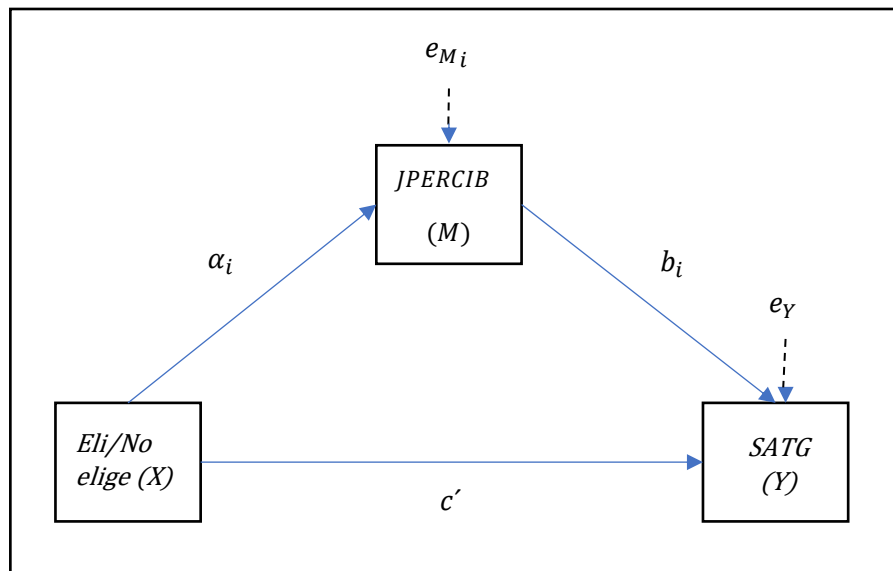 e_{M_i}
JPERCIB
(M)
α_i
b_i
e_Y
Eli/No
elige (X)
SATG
(Y)
c′